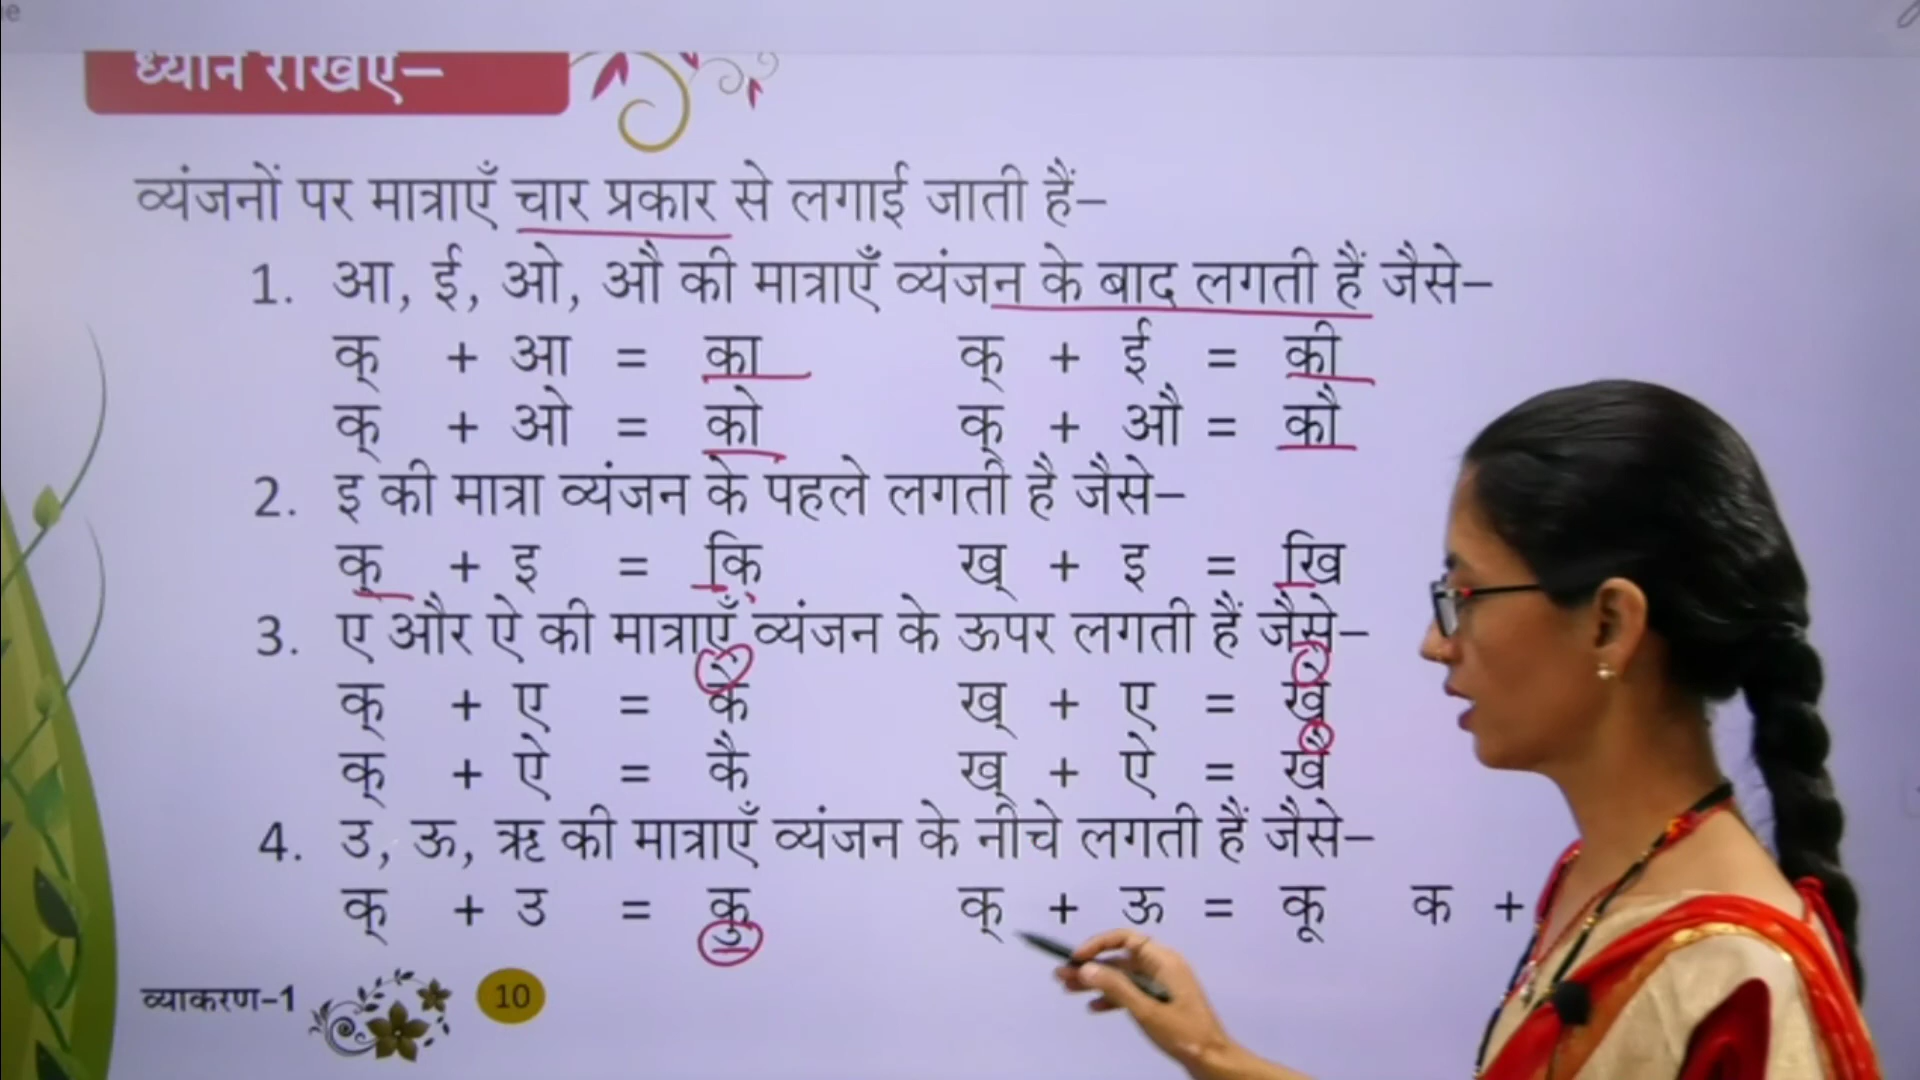 ध्यान रखिए–
व्यंजनों पर मात्राएँ चार प्रकार से लगाई जाती हैं–
1. आ, ई, ओ, औ की मात्राएँ व्यंजन के बाद लगती हैं जैसे–
क् + आ = का क् + ई = की
क् + ओ = को क् + औ = कौ
2. इ की मात्रा व्यंजन के पहले लगती है जैसे–
क् + इ = कि ख् + इ = खि
3. ए और ऐ की मात्राएँ व्यंजन के ऊपर लगती हैं जैसे–
क् + ए = के ख् + ए = खे
क् + ऐ = कै ख् + ऐ = खै
4. उ, ऊ, ऋ की मात्राएँ व्यंजन के नीचे लगती हैं जैसे–
क् + उ = कु क् + ऊ = कू क +
व्याकरण-1 10